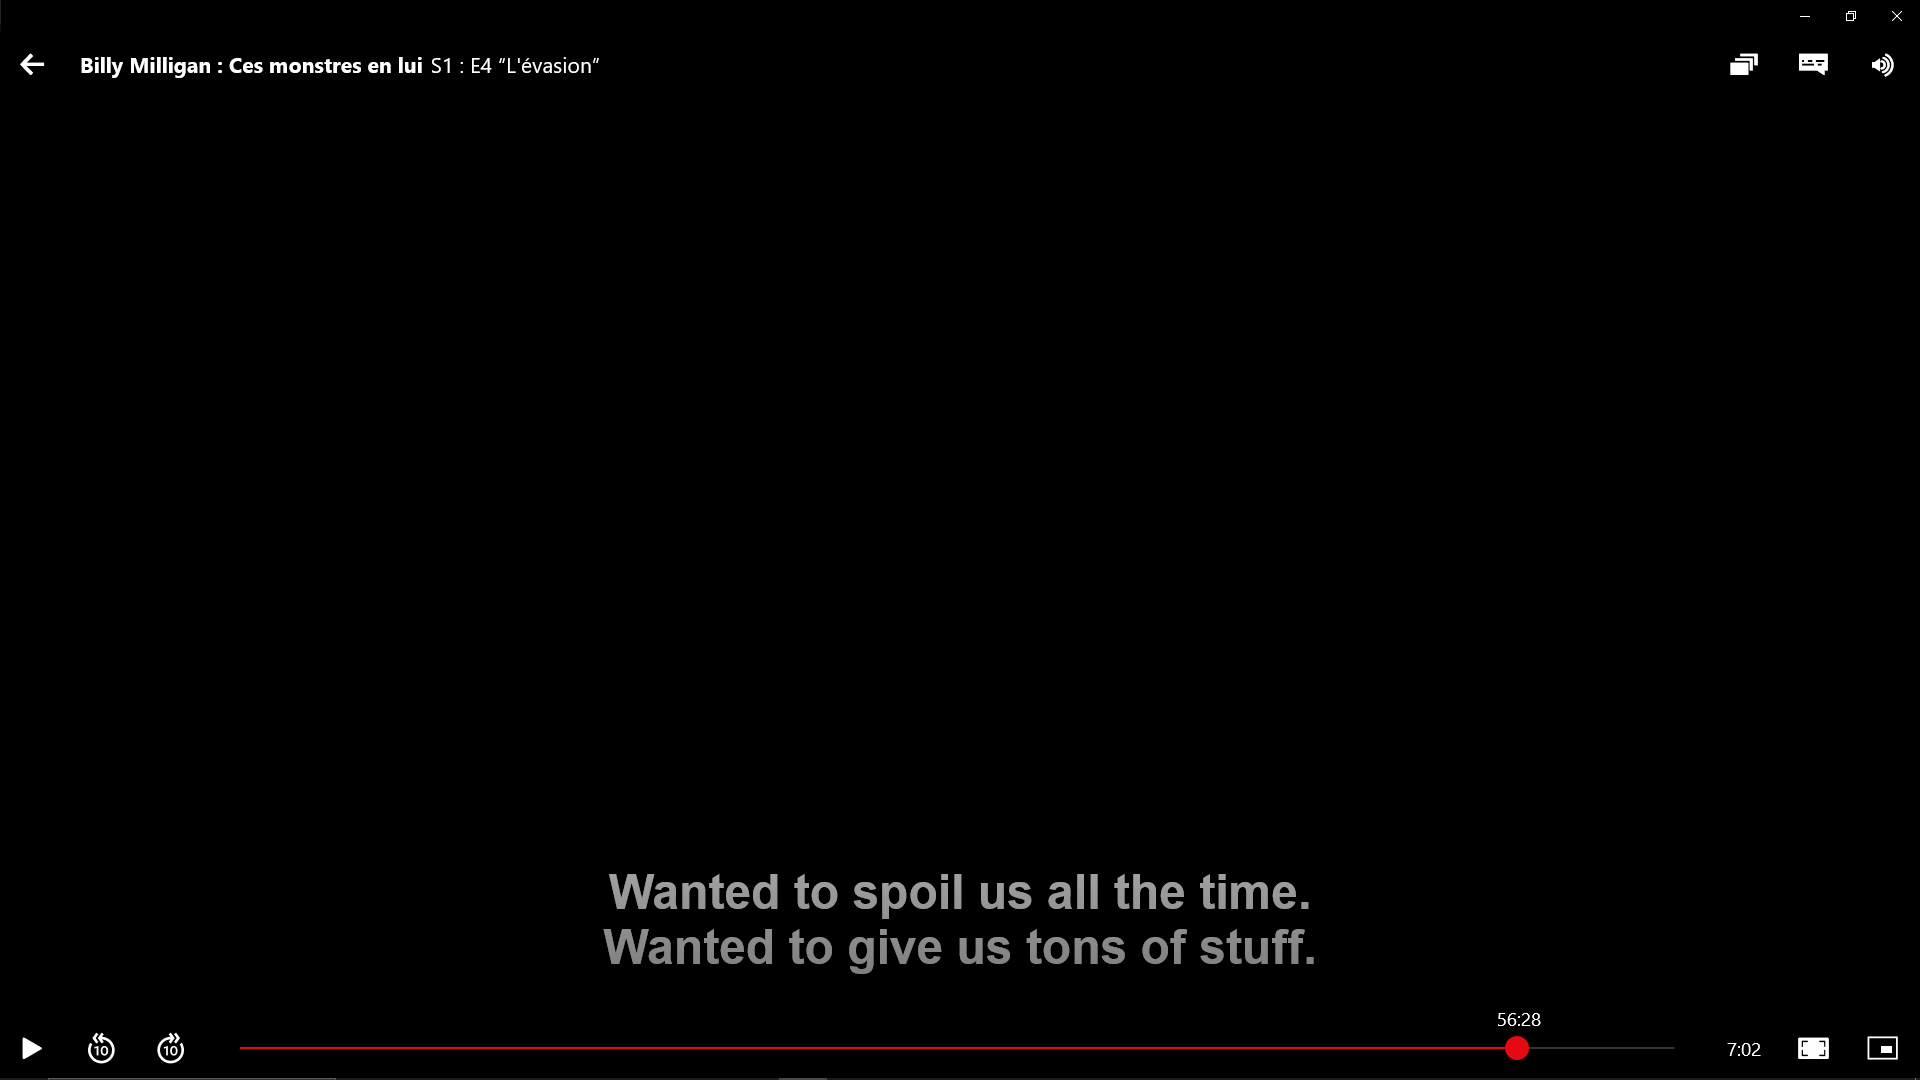 Billy Milligan : Ces monstres en lui S1 : E4 “L'évasion”
Wanted to spoil us all the time.
Wanted to give us tons of stuff.
56:28
10 10 7:02